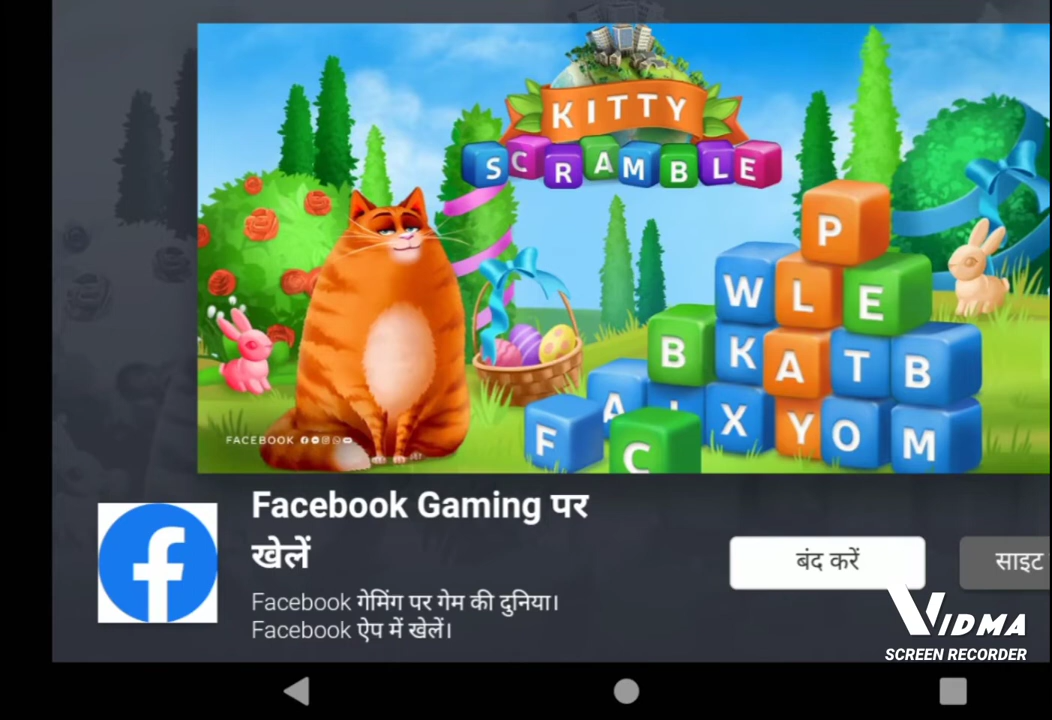 KITTY
SCRAMBLE
P
W L E
B K A T B
A X Y O M
F C
FACEBOOK
Facebook Gaming पर
खेलें
Facebook गेमिंग पर गेम की दुनिया।
Facebook ऐप में खेलें।
बंद करें
साइट
VIDMA
SCREEN RECORDER